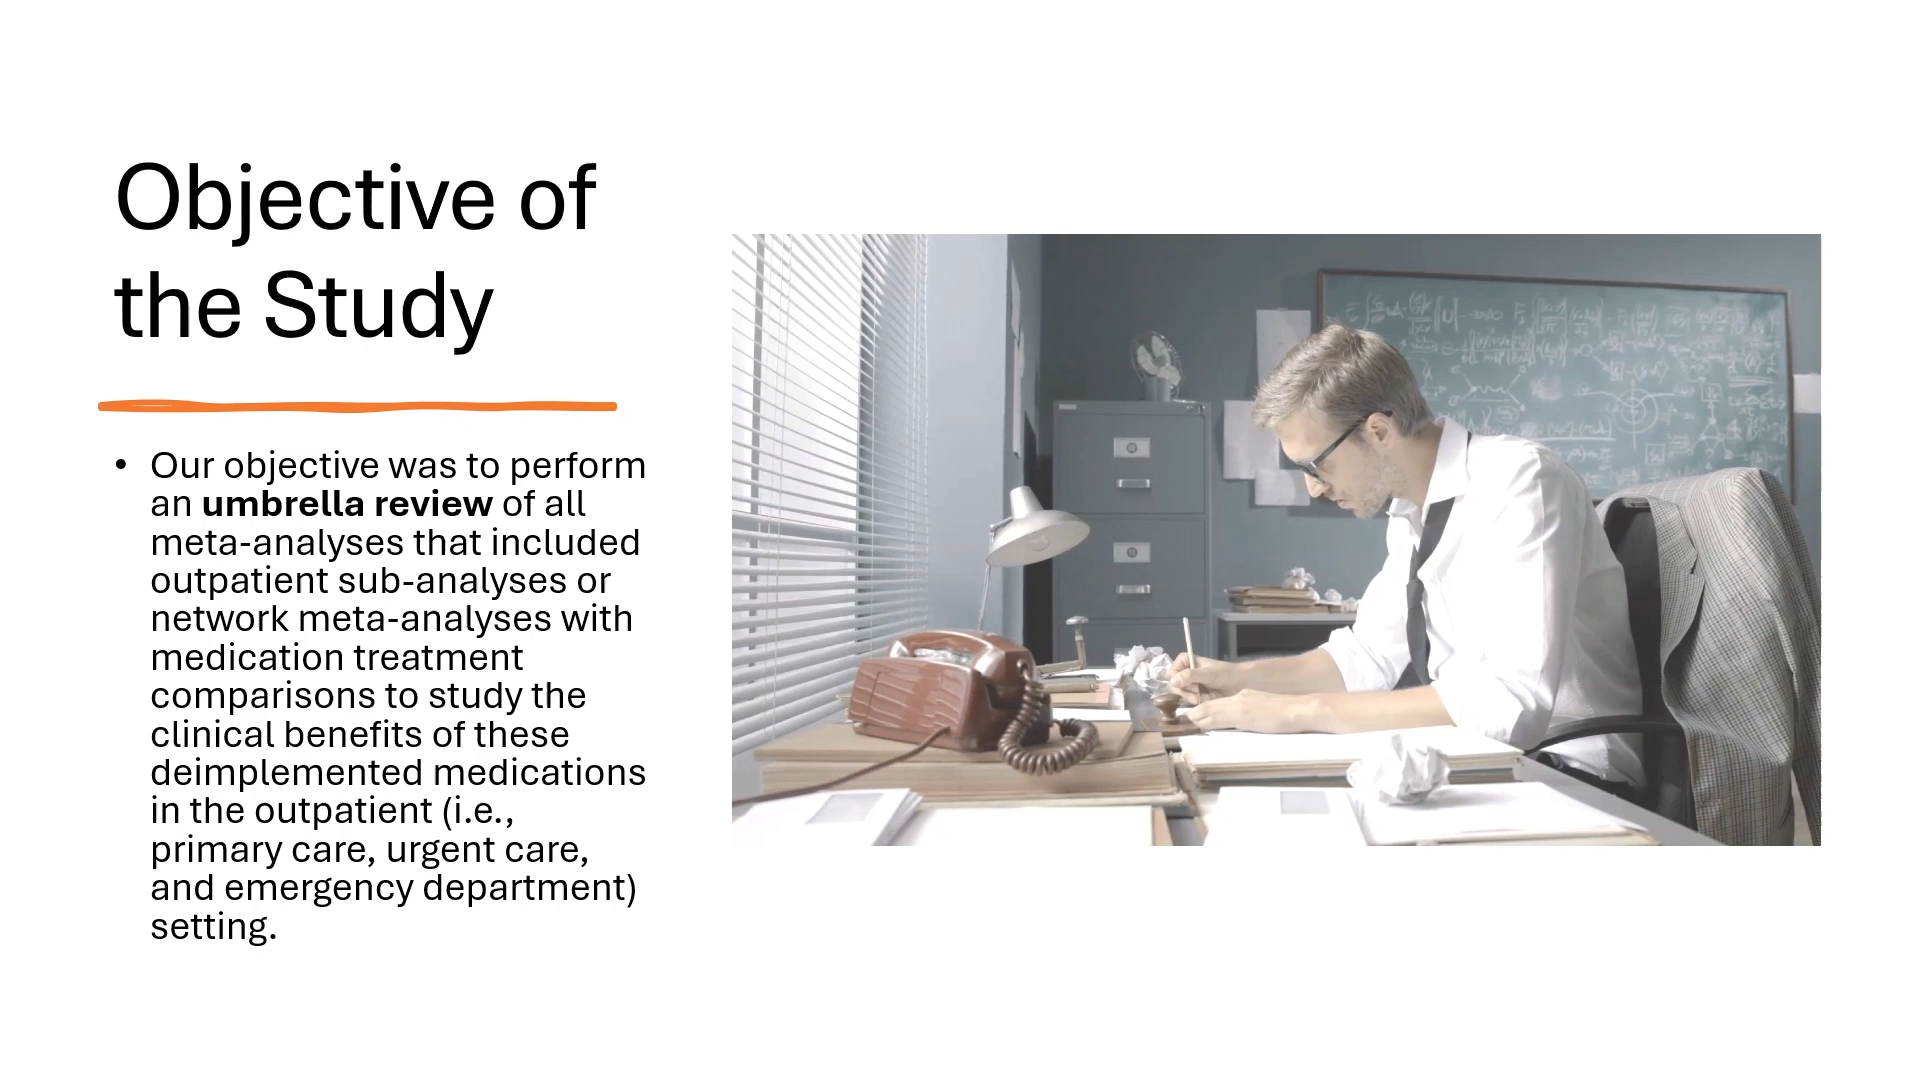 Objective of
the Study
• Our objective was to perform
an umbrella review of all
meta-analyses that included
outpatient sub-analyses or
network meta-analyses with
medication treatment
comparisons to study the
clinical benefits of these
deimplemented medications
in the outpatient (i.e.,
primary care, urgent care,
and emergency department)
setting.